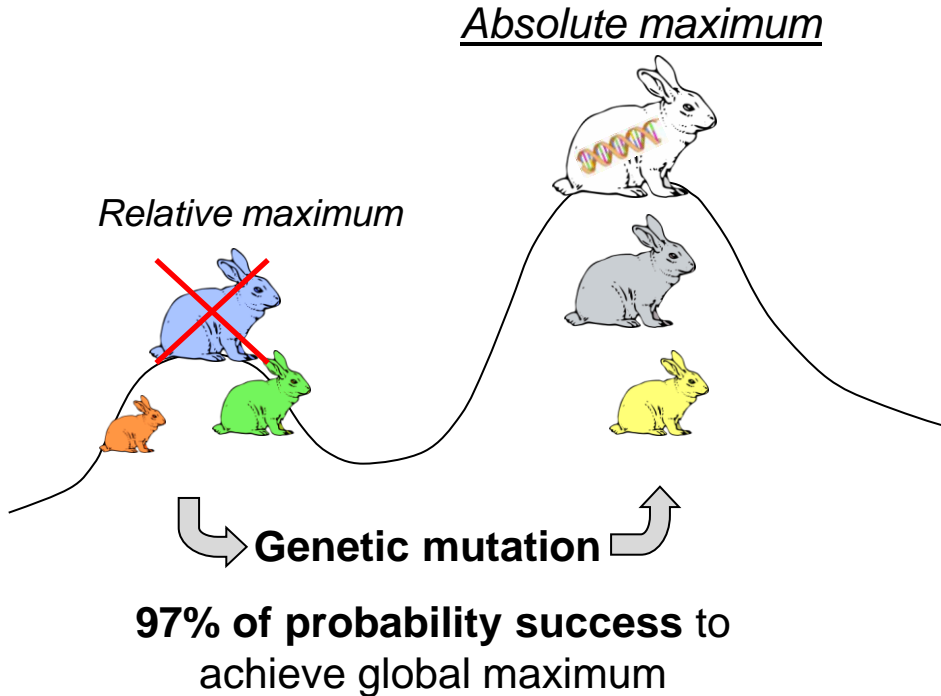 Absolute maximum
Relative maximum
Genetic mutation
97% of probability success to
achieve global maximum